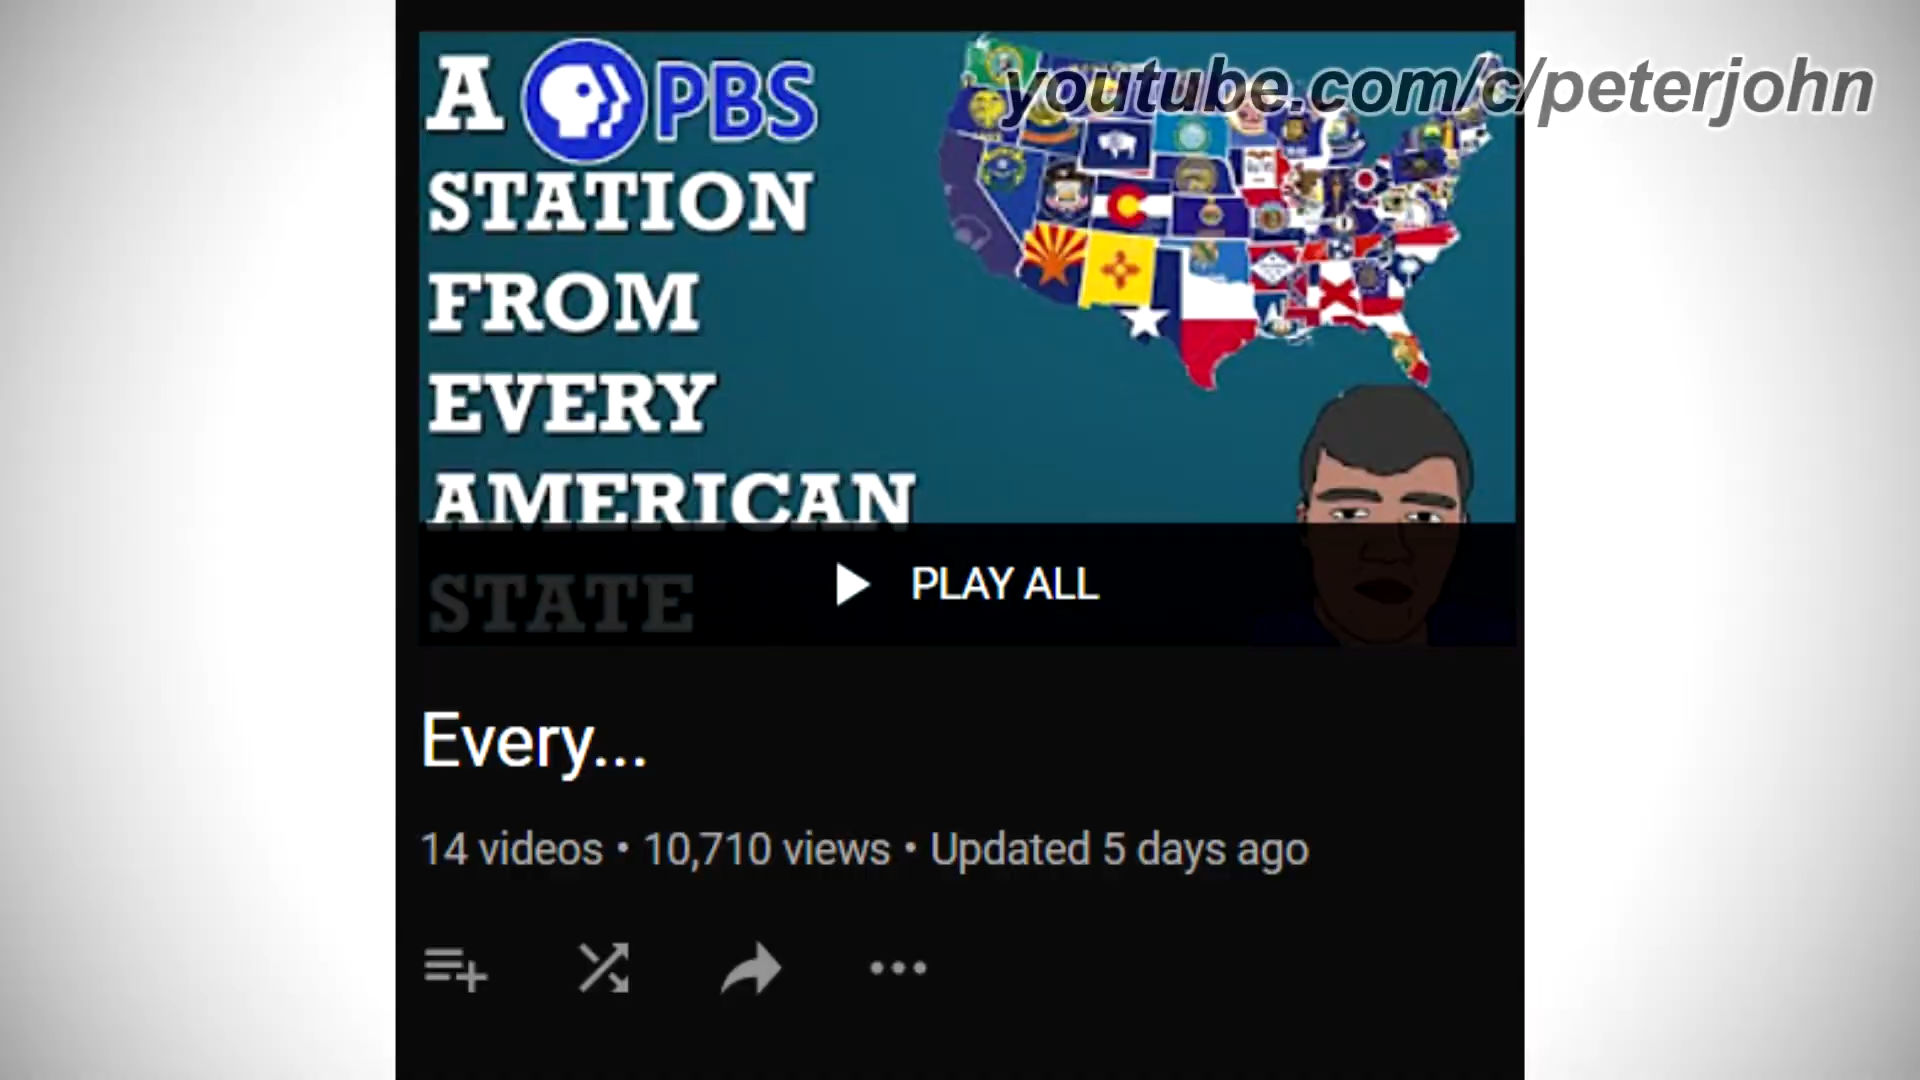 youtube.com/c/peterjohn
A PBS
STATION
FROM
EVERY
AMERICAN
STATE
PLAY ALL
Every...
14 videos • 10,710 views • Updated 5 days ago